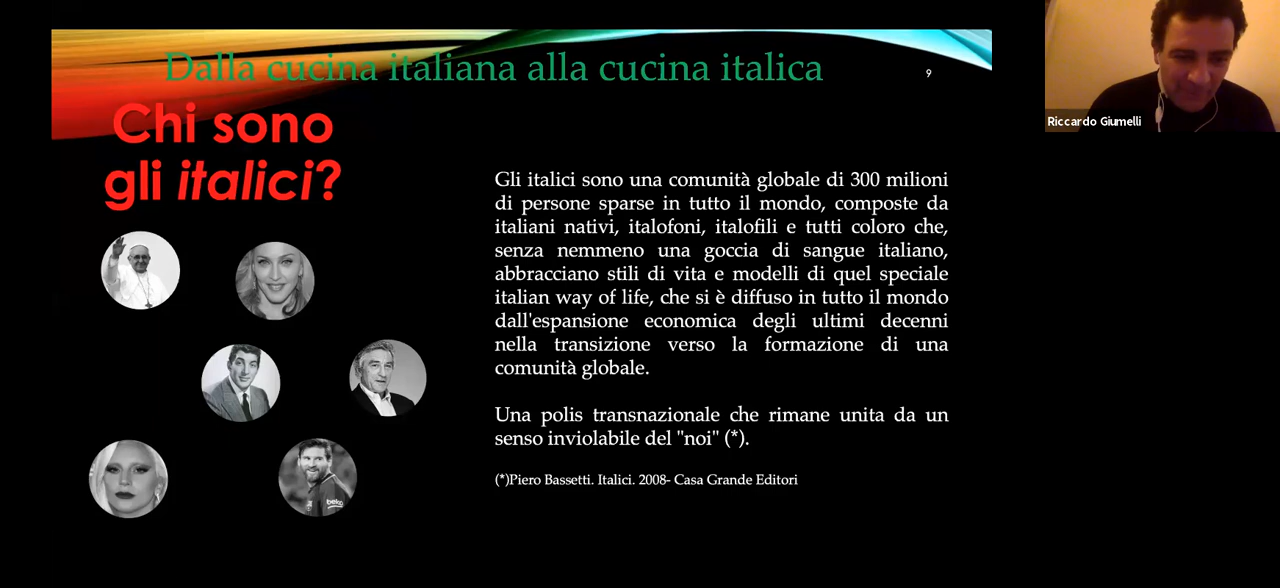 Dalla cucina italiana alla cucina italica
9
Chi sono
gli italici?
Gli italici sono una comunità globale di 300 milioni
di persone sparse in tutto il mondo, composte da
italiani nativi, italofoni, italofili e tutti coloro che,
senza nemmeno una goccia di sangue italiano,
abbracciano stili di vita e modelli di quel speciale
italian way of life, che si è diffuso in tutto il mondo
dall'espansione economica degli ultimi decenni
nella transizione verso la formazione di una
comunità globale.
Una polis transnazionale che rimane unita da un
senso inviolabile del "noi" (*).
(*)Piero Bassetti. Italici. 2008- Casa Grande Editori
beko
Riccardo Giumelli